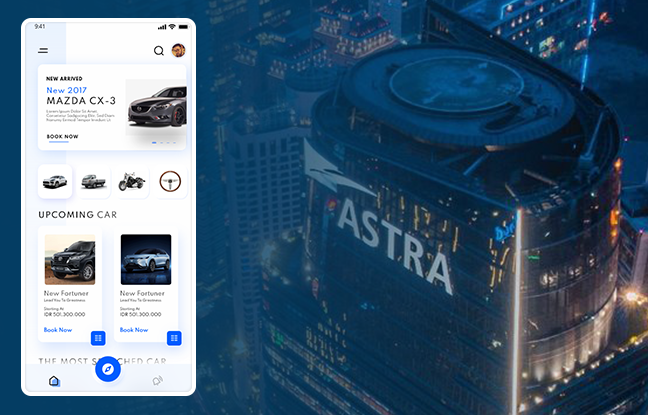 9:41
NEW ARRIVED
New 2017
MAZDA CX-3
Lorem Ipsum Dolor Sit Amet,
Consetetur Sadipscing Elitr, Sed Diam
Nonumy Eirmod Tempor Invidunt Ut
BOOK NOW
UPCOMING CAR
New Fortuner
Lead You To Greatness
Starting At
IDR 501.300.000
Book Now
New Fortuner
Lead You To Greatness
Starting At
IDR 501.300.000
Book Now
THE MOST SEARCHED CAR
ASTRA